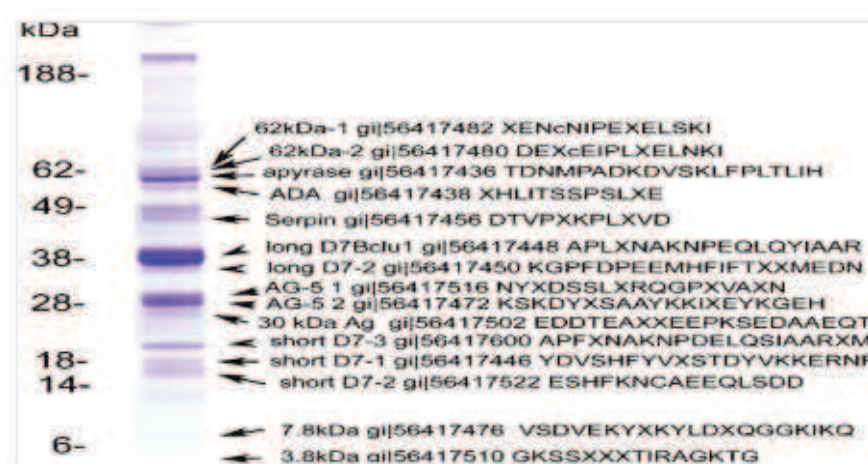 kDa
188-
62-
49-
38-
28-
18-
14-
6-
62kDa-1 gi|56417482 XENcNIPEXELSKI
62kDa-2 gi|56417480 DEXcEIPLXELNKI
apyrase gi|56417436 TDNMPADKDVSKLFPLTLIH
ADA gi|56417438 XHLITSSPSLXE
Serpin gi|56417456 DTVPXKPLXVD
long D7Bclu1 gi|56417448 APLXNAKNPEQLQYIAAR
long D7-2 gi|56417450 KGPFDPEEMHFIFTXXMEDN
AG-5 1 gi|56417516 NYXDSSLXRQGPXVAXN
AG-5 2 gi|56417472 KSKDYXSAAYKKIXEYKGEH
30 kDa Ag gi|56417502 EDDTEAXXEEPKSEDAAEQT
short D7-3 gi|56417600 APFXNAKNPDELQSIAARXM
short D7-1 gi|56417446 YDVSHFYVXSTDYVKKERNF
short D7-2 gi|56417522 ESHFKNCAEEQLSDD
7.8kDa gi|56417476 VSDVEKYXKYLDXQGGKIKQ
3.8kDa gi|56417510 GKSSXXXTIRAGKTG